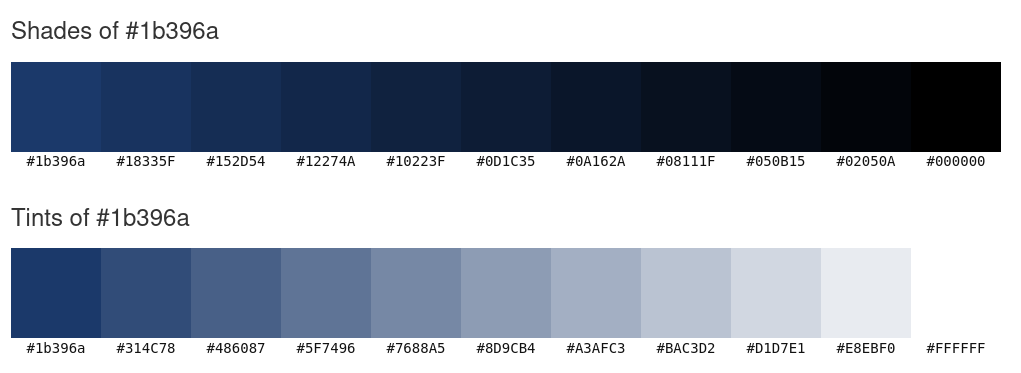 Shades of #1b396a
#1b396a #18335F #152D54 #12274A #10223F #0D1C35 #0A162A #08111F #050B15 #02050A #000000
Tints of #1b396a
#1b396a #314C78 #486087 #5F7496 #7688A5 #8D9CB4 #A3AFC3 #BAC3D2 #D1D7E1 #E8EBF0 #FFFFFF